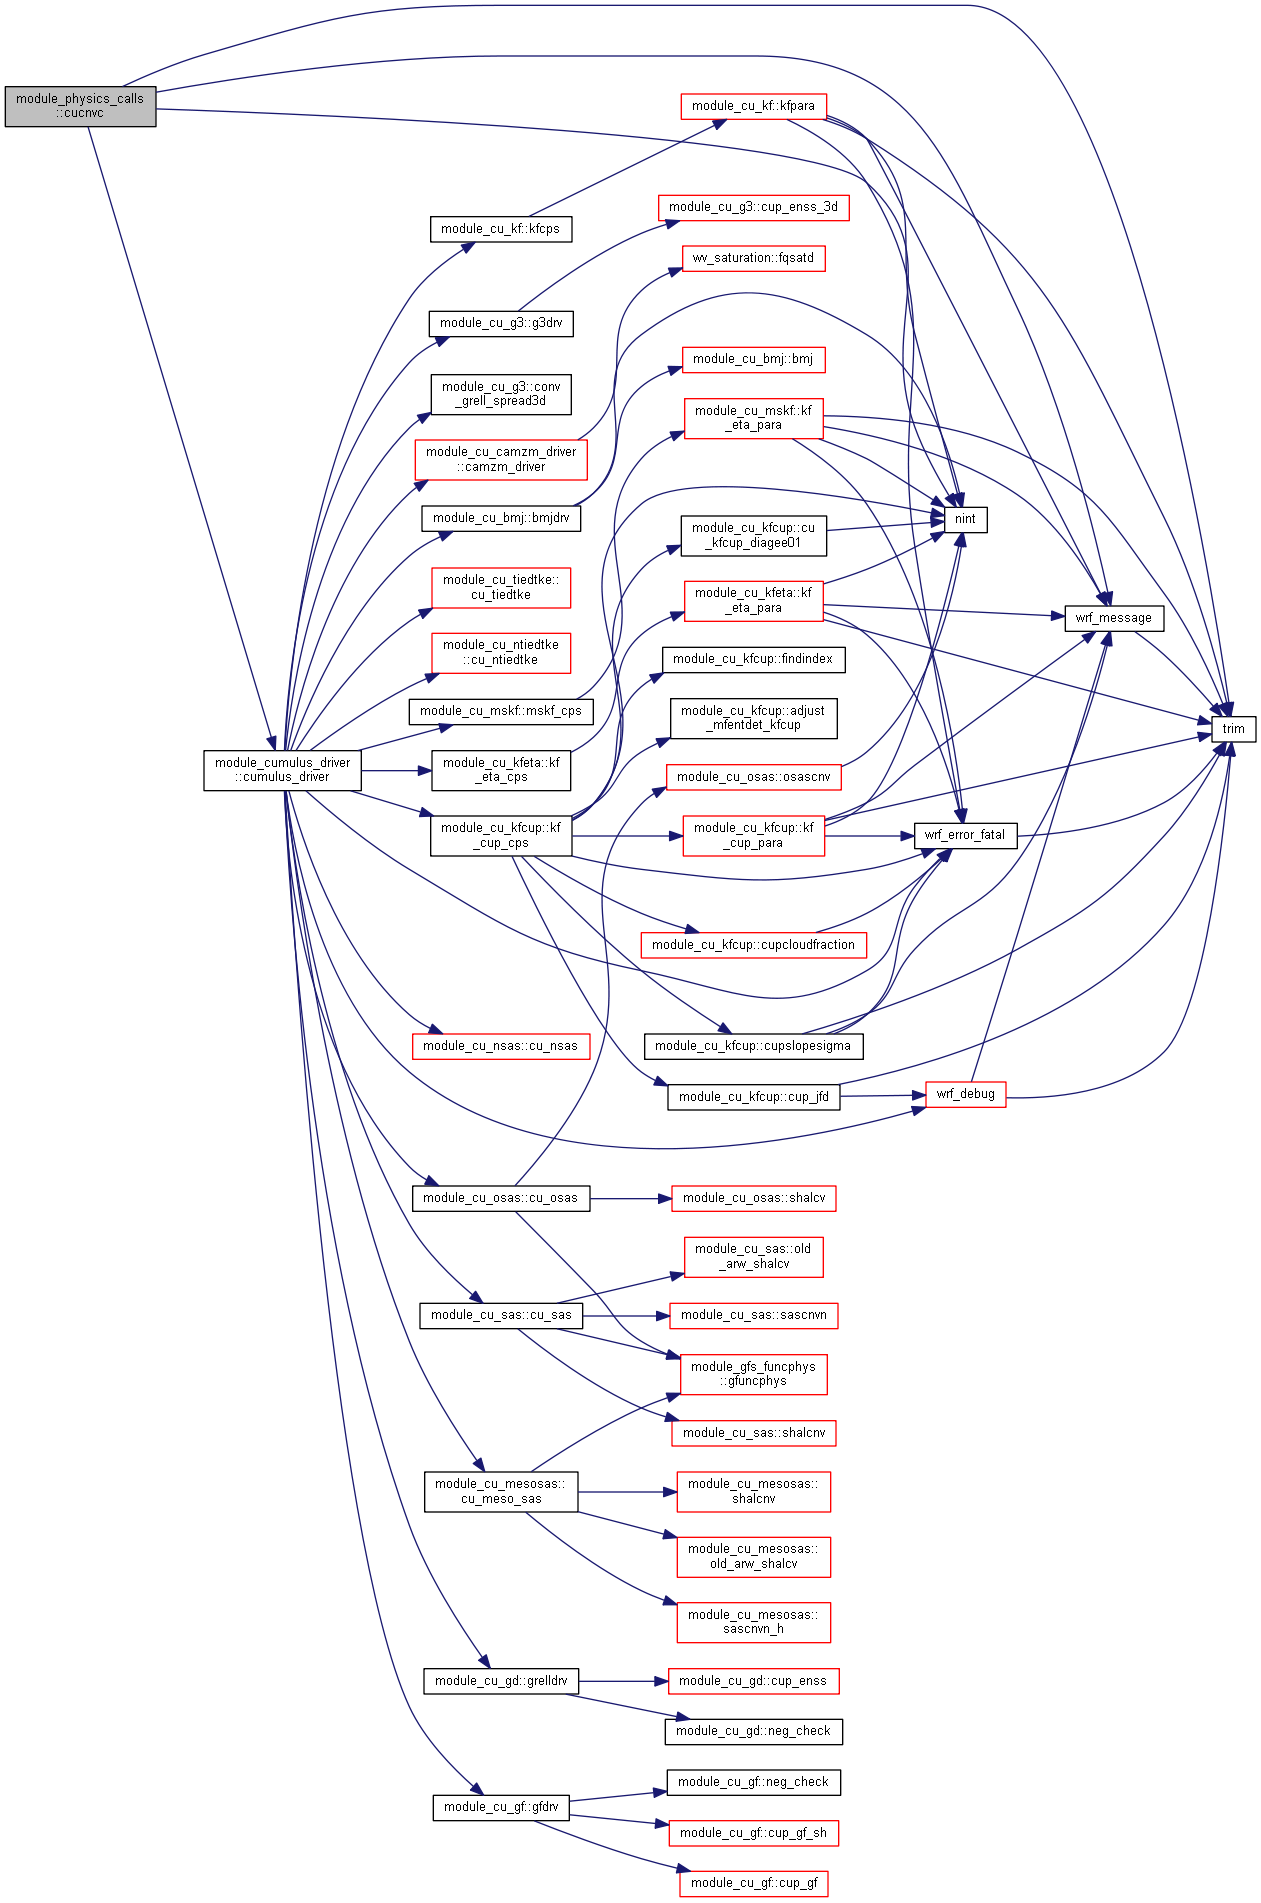 module_physics_calls
::cucnvc
module_cu_kf::kfpara
module_cu_g3::cup_enss_3d
module_cu_kf::kfcps
wv_saturation::fqsatd
module_cu_g3::g3drv
module_cu_bmj::bmj
module_cu_g3::conv
_grell_spread3d
module_cu_mskf::kf
_eta_para
module_cu_camzm_driver
::camzm_driver
module_cu_bmj::bmjdrv
nint
module_cu_kfcup::cu
_kfcup_diagee01
module_cu_tiedtke::
cu_tiedtke
module_cu_kfeta::kf
_eta_para
wrf_message
module_cu_ntiedtke
::cu_ntiedtke
module_cu_kfcup::findindex
module_cu_mskf::mskf_cps
module_cu_kfcup::adjust
_mfentdet_kfcup
trim
module_cumulus_driver
::cumulus_driver
module_cu_kfeta::kf
_eta_cps
module_cu_osas::osascnv
module_cu_kfcup::kf
_cup_cps
module_cu_kfcup::kf
_cup_para
wrf_error_fatal
module_cu_kfcup::cupcloudfraction
module_cu_nsas::cu_nsas
module_cu_kfcup::cupslopesigma
module_cu_kfcup::cup_jfd
wrf_debug
module_cu_osas::cu_osas
module_cu_osas::shalcv
module_cu_sas::old
_arw_shalcv
module_cu_sas::cu_sas
module_cu_sas::sascnvn
module_gfs_funcphys
::gfuncphys
module_cu_sas::shalcnv
module_cu_mesosas::
cu_meso_sas
module_cu_mesosas::
shalcnv
module_cu_mesosas::
old_arw_shalcv
module_cu_mesosas::
sascnvn_h
module_cu_gd::grelldrv
module_cu_gd::cup_enss
module_cu_gd::neg_check
module_cu_gf::neg_check
module_cu_gf::gfdrv
module_cu_gf::cup_gf_sh
module_cu_gf::cup_gf